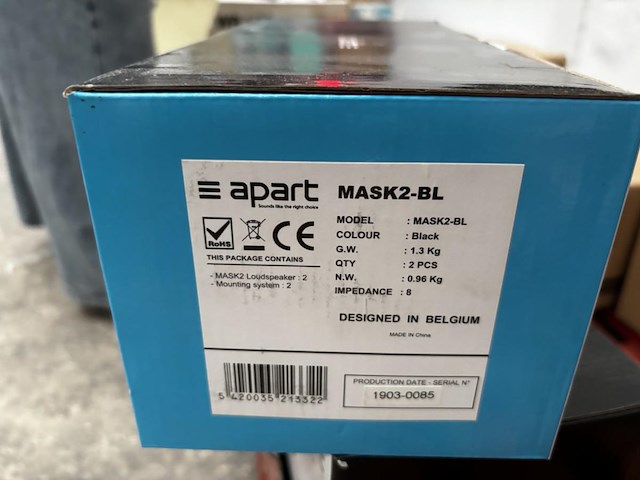 apart
Sounds like the right choice
MASK2-BL
RoHS
CE
THIS PACKAGE CONTAINS
- MASK2 Loudspeaker : 2
- Mounting system : 2
MODEL : MASK2-BL
COLOUR : Black
G.W. : 1.3 Kg
QTY : 2 PCS
N.W. : 0.96 Kg
IMPEDANCE : 8
DESIGNED IN BELGIUM
MADE IN China
5 420035 213322
PRODUCTION DATE - SERIAL N°
1903-0085